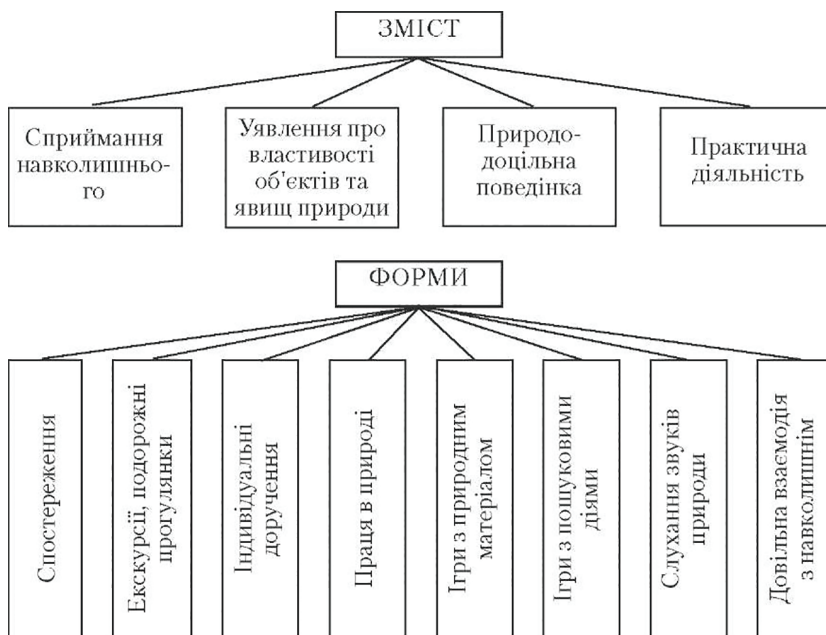 ЗМІСТ
Сприймання
навколишньо-
го
Уявлення про
властивості
об'єктів та
явищ природи
Природо-
доцільна
поведінка
Практична
діяльність
ФОРМИ
Спостереження
Екскурсії, подорожні
прогулянки
Індивідуальні
доручення
Праця в природі
Ігри з природним
матеріалом
Ігри з пошуковими
діями
Слухання звуків
природи
Довільна взаємодія
з навколишнім